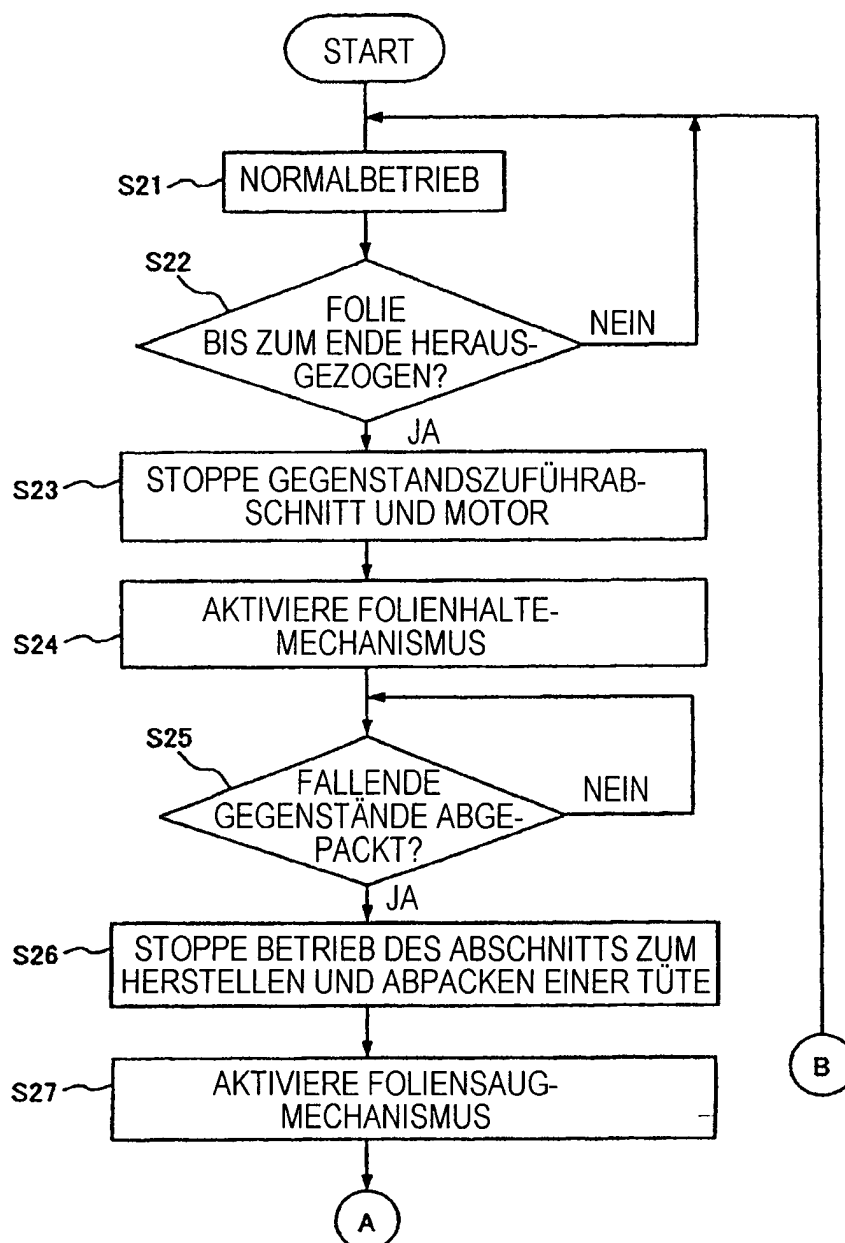 START
S21
NORMALBETRIEB
S22
FOLIE
BIS ZUM ENDE HERAUS-
GEZOGEN?
NEIN
JA
S23
STOPPE GEGENSTANDSZUFÜHRAB-
SCHNITT UND MOTOR
S24
AKTIVIERE FOLIENHALTE-
MECHANISMUS
S25
FALLENDE
GEGENSTÄNDE ABGE-
PACKT?
NEIN
JA
S26
STOPPE BETRIEB DES ABSCHNITTS ZUM
HERSTELLEN UND ABPACKEN EINER TÜTE
S27
AKTIVIERE FOLIENSAUG-
MECHANISMUS
B
A